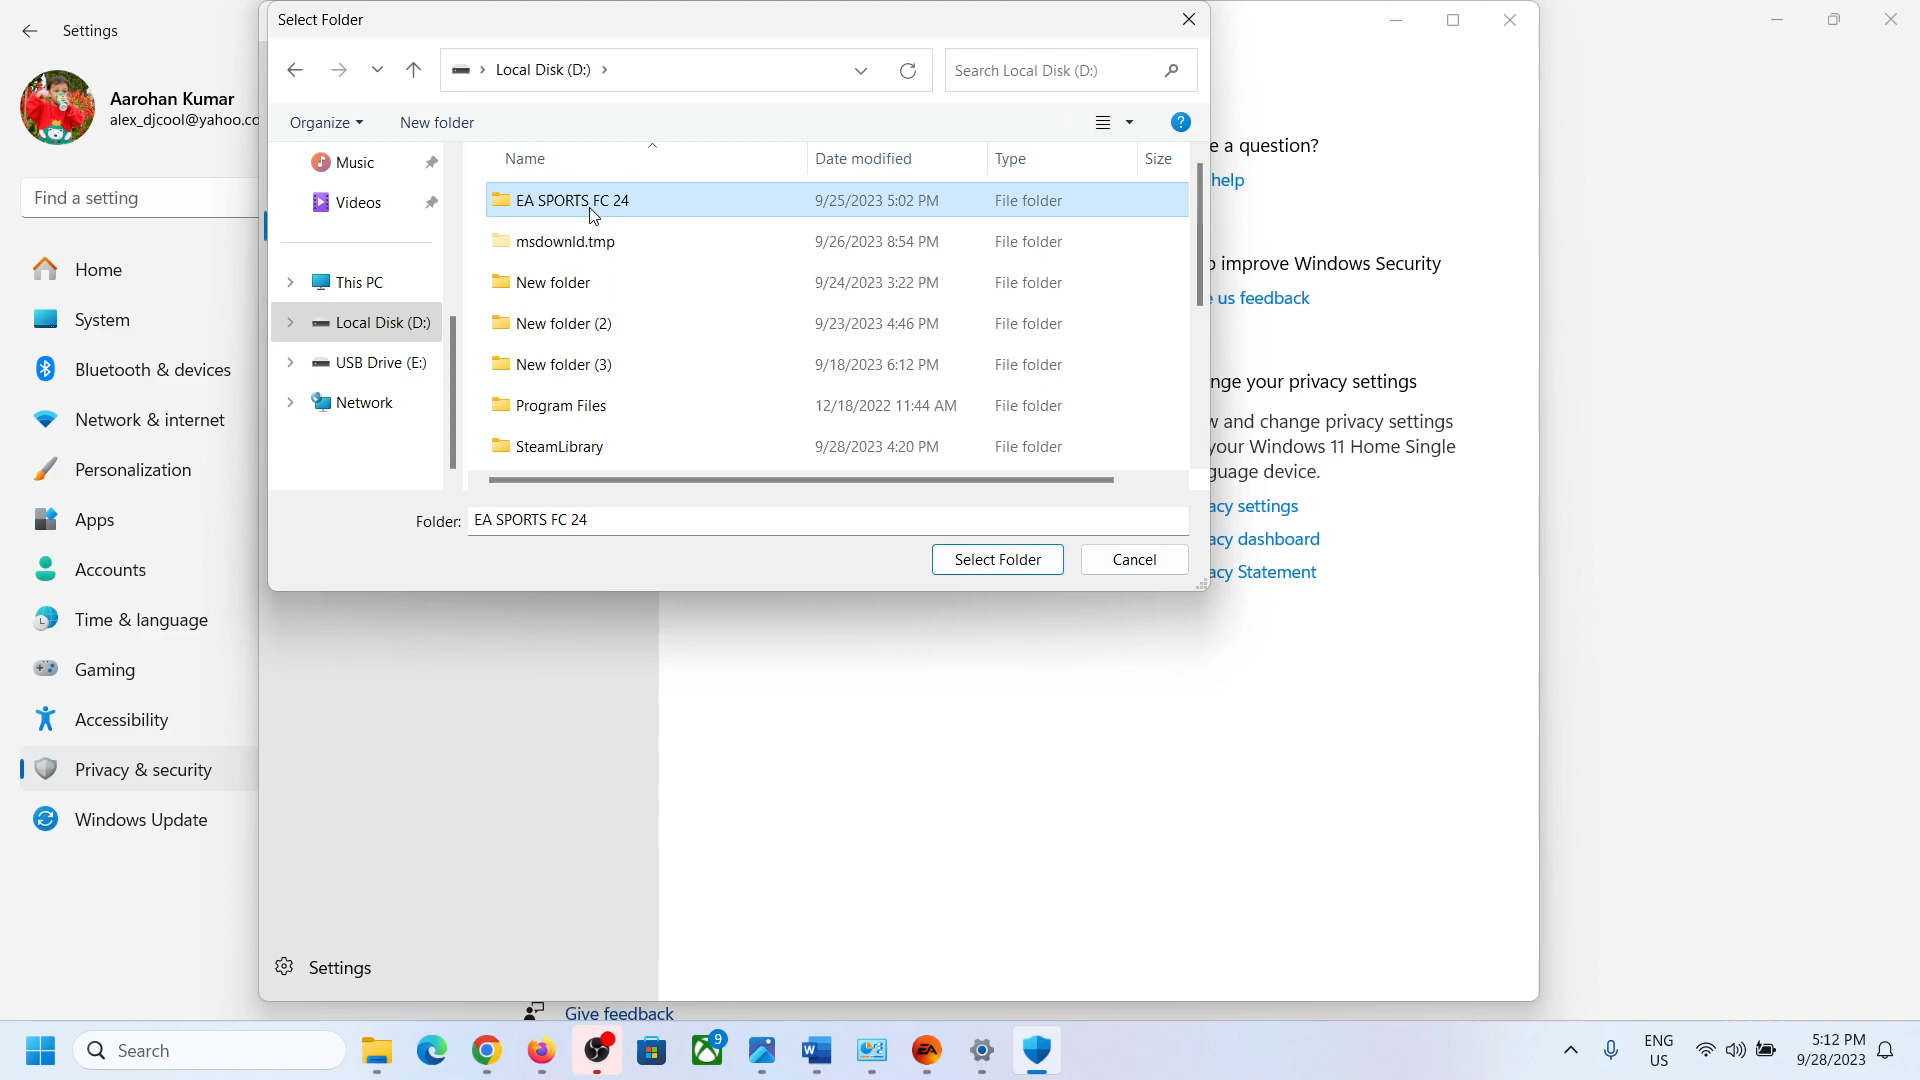 Settings
Aarohan Kumar
alex_djcool@yahoo.co
Find a setting
Home
System
Bluetooth & devices
Network & internet
Personalization
Apps
Accounts
Time & language
Gaming
Accessibility
Privacy & security
Windows Update
Select Folder
Local Disk (D:)
Search Local Disk (D:)
Organize
New folder
Music
Videos
This PC
Local Disk (D:)
USB Drive (E:)
Network
Name Date modified Type Size
EA SPORTS FC 24 9/25/2023 5:02 PM File folder
msdownld.tmp 9/26/2023 8:54 PM File folder
New folder 9/24/2023 3:22 PM File folder
New folder (2) 9/23/2023 4:46 PM File folder
New folder (3) 9/18/2023 6:12 PM File folder
Program Files 12/18/2022 11:44 AM File folder
SteamLibrary 9/28/2023 4:20 PM File folder
Folder: EA SPORTS FC 24
Select Folder
Cancel
e a question?
help
improve Windows Security
us feedback
nge your privacy settings
and change privacy settings
your Windows 11 Home Single
guage device.
acy settings
acy dashboard
acy Statement
Settings
Give feedback
Search
9
ENG
US
5:12 PM
9/28/2023